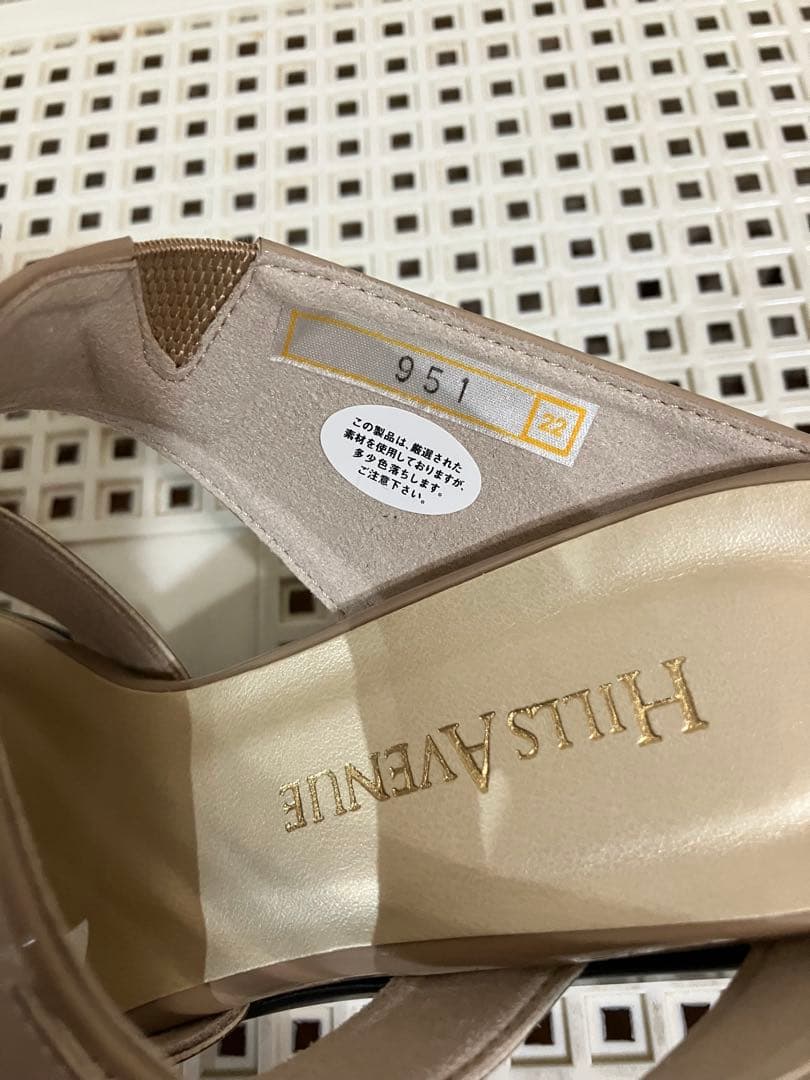 951
22
この製品は、厳選された
素材を使用しておりますが、
多少色落ちします。
ご注意下さい。
HILLS AVENUE